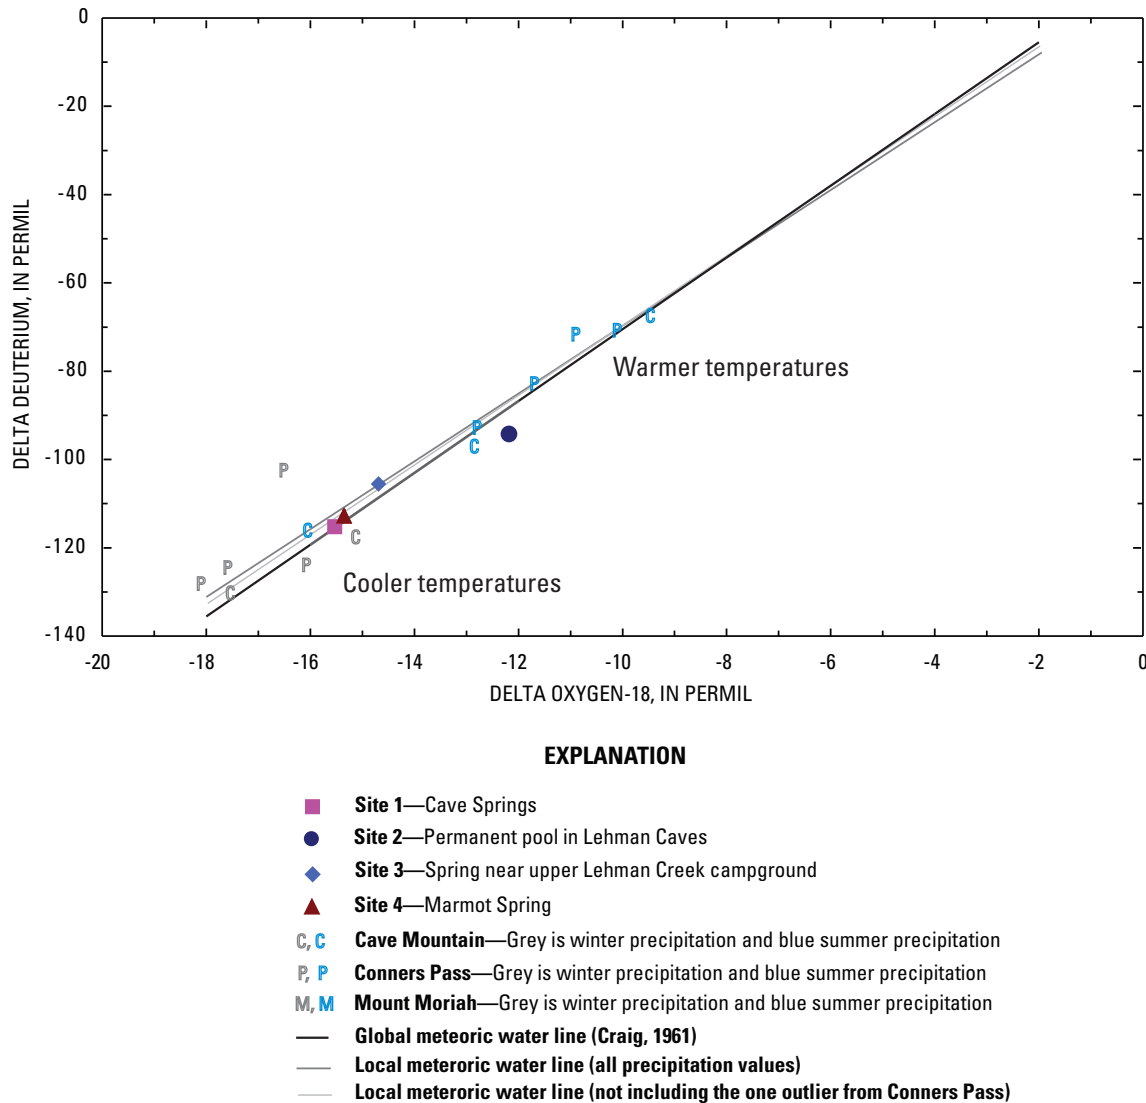 0
-20
-40
-60
-80
-100
-120
-140
DELTA DEUTERIUM, IN PERMIL
P
P
C
P
P
C
P
C
P
C
P
P
C
P
C
Warmer temperatures
Cooler temperatures
-20
-18
-16
-14
-12
-10
-8
-6
-4
-2
0
DELTA OXYGEN-18, IN PERMIL
EXPLANATION
Site 1—Cave Springs
Site 2—Permanent pool in Lehman Caves
Site 3—Spring near upper Lehman Creek campground
Site 4—Marmot Spring
C, C Cave Mountain—Grey is winter precipitation and blue summer precipitation
P, P Conners Pass—Grey is winter precipitation and blue summer precipitation
M, M Mount Moriah—Grey is winter precipitation and blue summer precipitation
Global meteoric water line (Craig, 1961)
Local meteroric water line (all precipitation values)
Local meteroric water line (not including the one outlier from Conners Pass)